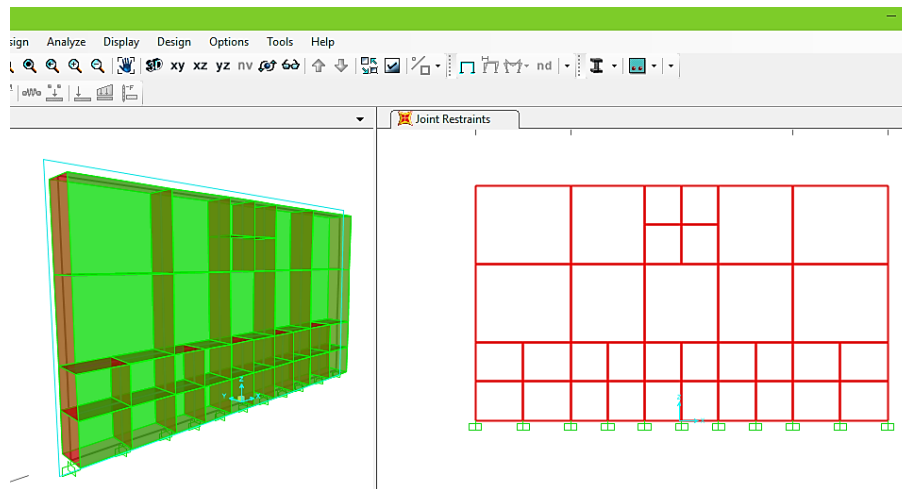 sign Analyze Display Design Options Tools Help
3D xy xz yz nv nd
Joint Restraints